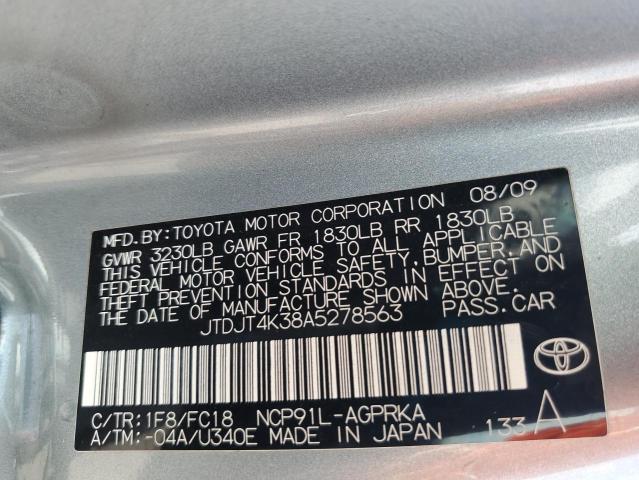 MFD. BY: TOYOTA MOTOR CORPORATION 08/09
GVWR 3230LB GAWR FR 1830LB RR 1830LB
THIS VEHICLE CONFORMS TO ALL APPLICABLE
FEDERAL MOTOR VEHICLE SAFETY, BUMPER, AND
THEFT PREVENTION STANDARDS IN EFFECT ON
THE DATE OF MANUFACTURE SHOWN ABOVE.
JTDJT4K38A5278563 PASS. CAR
C/TR: 1F8/FC18 NCP91L-AGPRKA
A/TM: -04A/U340E MADE IN JAPAN 133 A